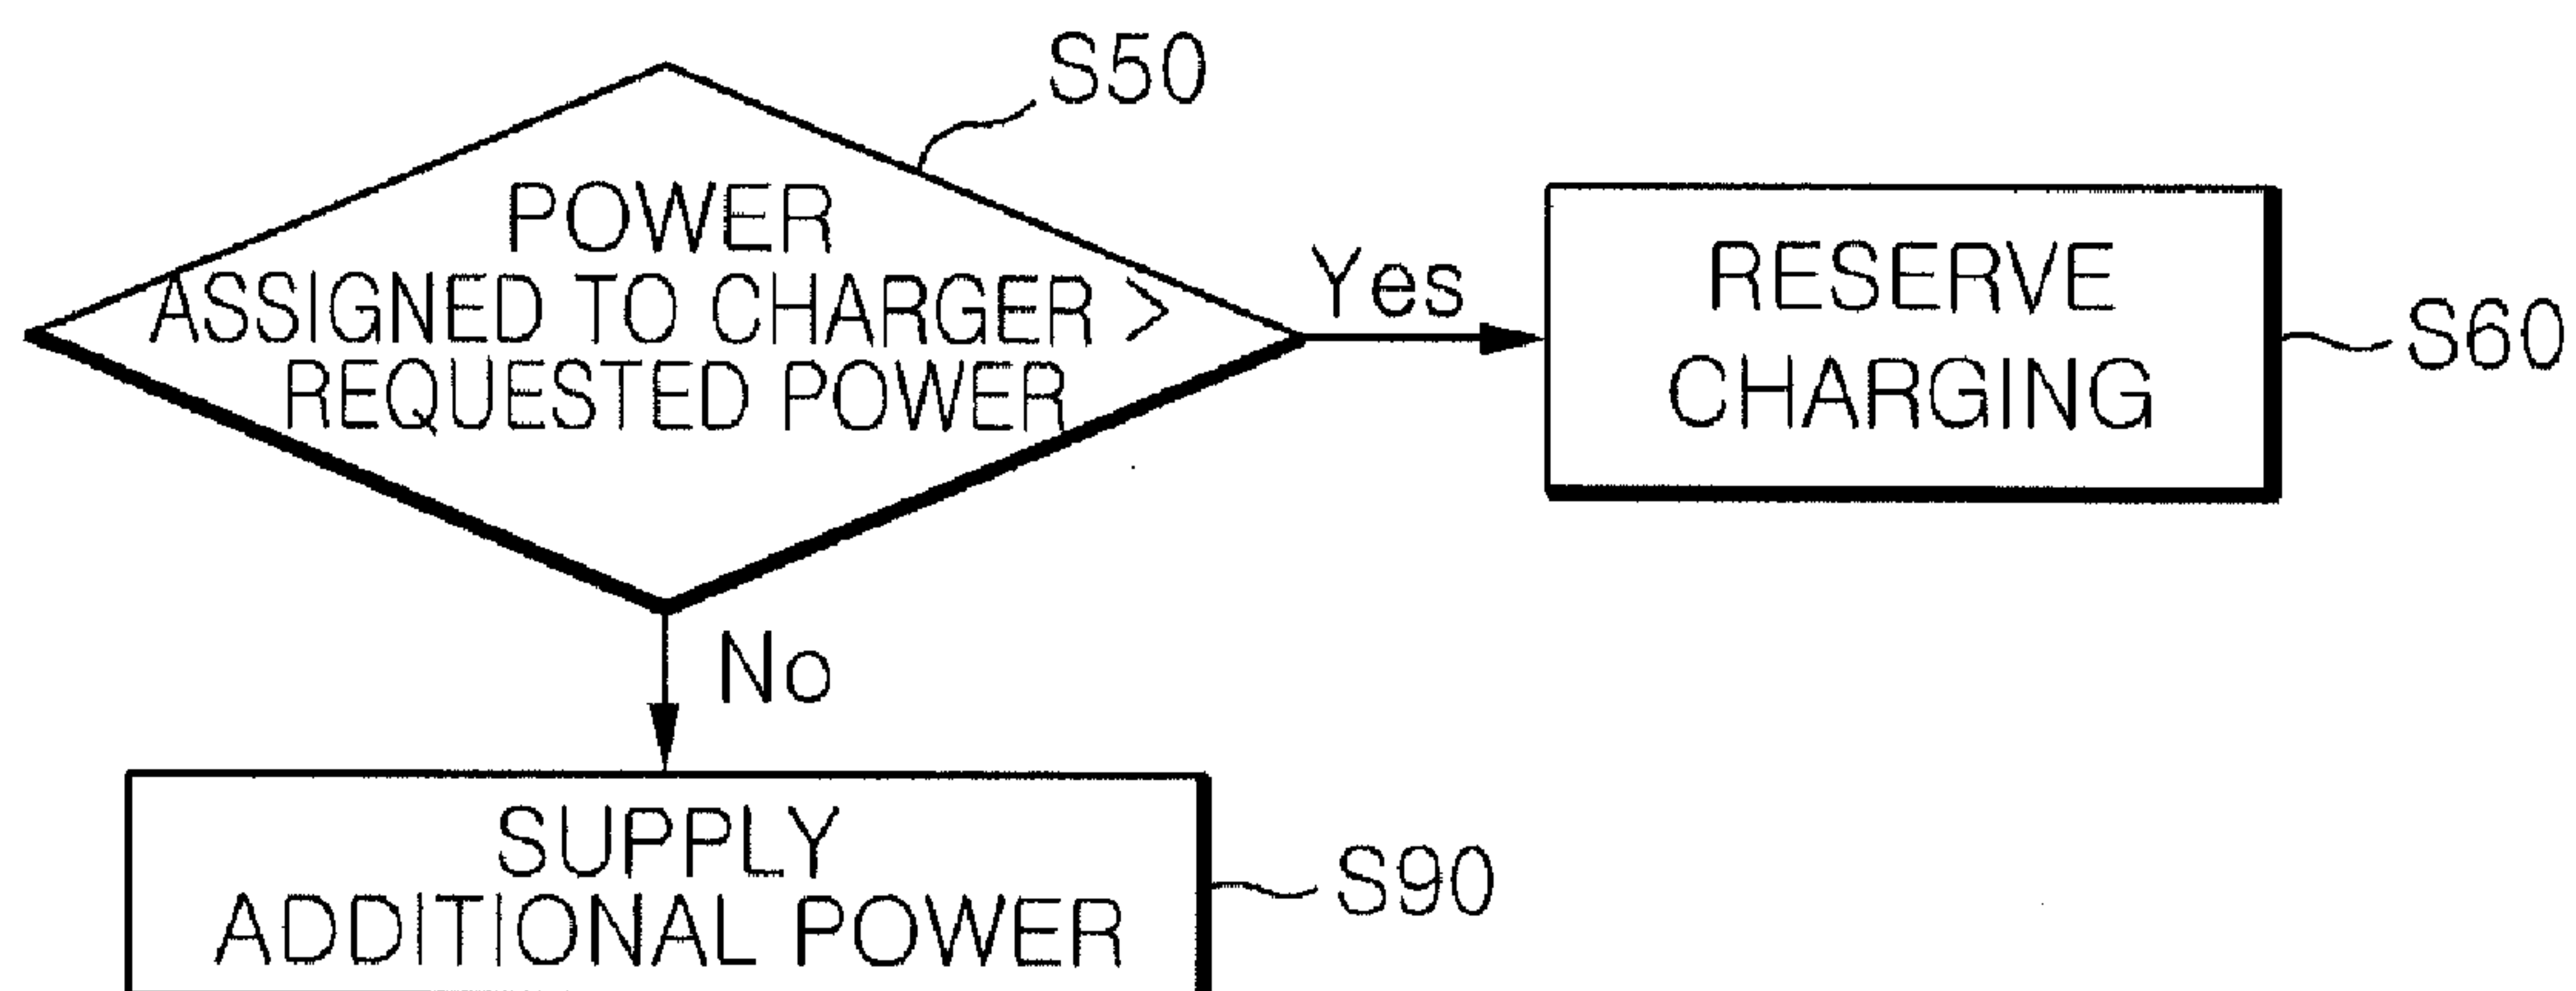 S50
POWER
ASSIGNED TO CHARGER >
REQUESTED POWER
Yes
RESERVE
CHARGING
S60
No
SUPPLY
ADDITIONAL POWER
S90